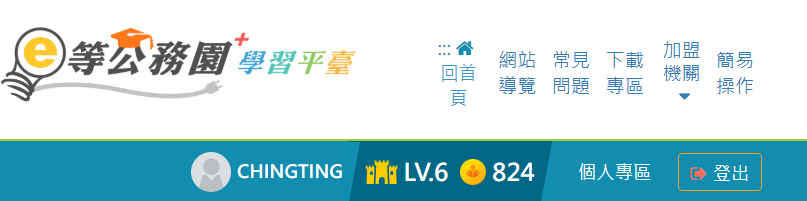 e等公務園+學習平臺
::: 回首頁
網站導覽
常見問題
下載專區
加盟機關
簡易操作
CHINGTING LV.6 824 個人專區 登出